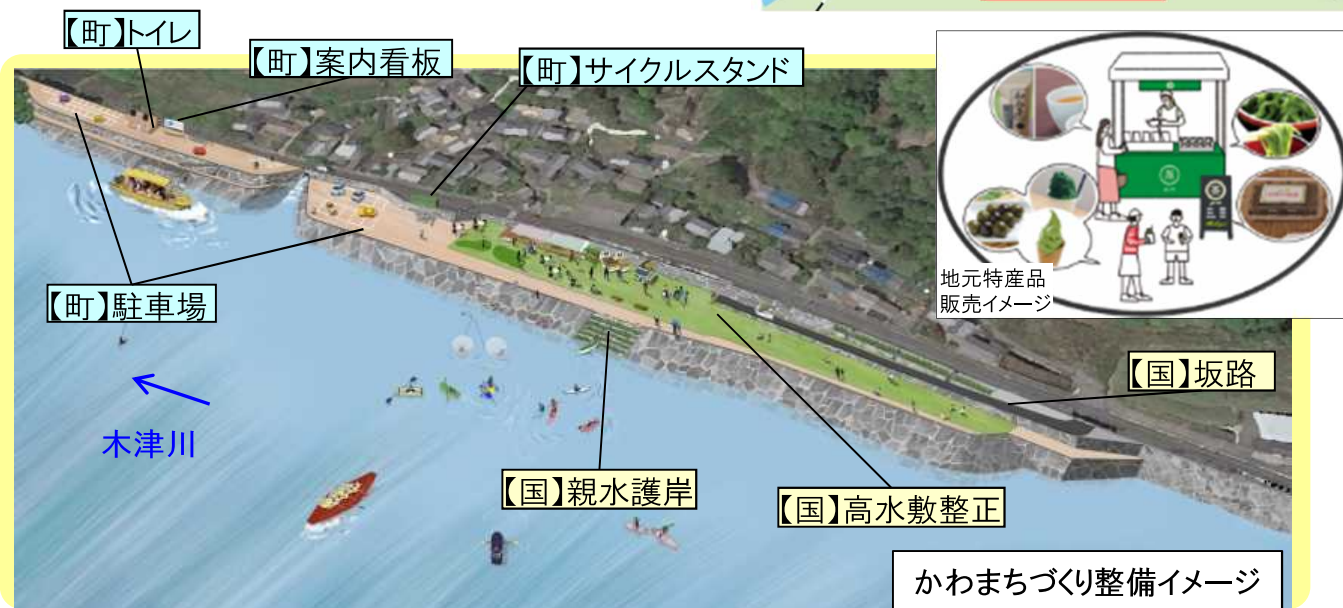 【町】トイレ
【町】案内看板
【町】サイクルスタンド
地元特産品
販売イメージ
【町】駐車場
【国】坂路
木津川
【国】親水護岸
【国】高水敷整正
かわまちづくり整備イメージ